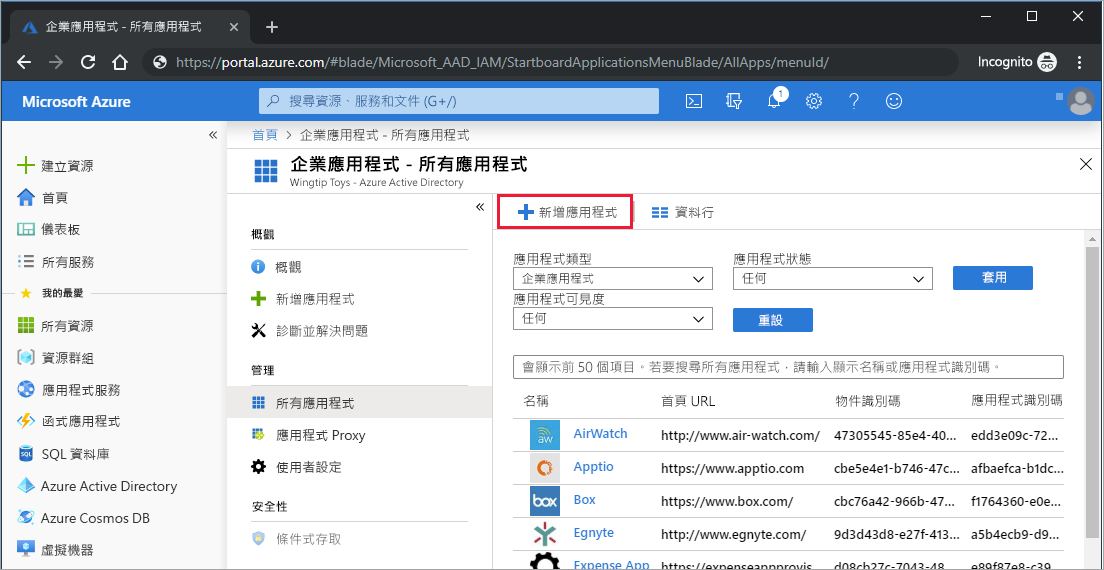 企業應用程式 - 所有應用程式
https://portal.azure.com/#blade/Microsoft_AAD_IAM/StartboardApplicationsMenuBlade/AllApps/menuId/
Incognito
Microsoft Azure
搜尋資源、服務和文件 (G+/)
1
建立資源
首頁
儀表板
所有服務
我的最愛
所有資源
資源群組
應用程式服務
函式應用程式
SQL 資料庫
Azure Active Directory
Azure Cosmos DB
虛擬機器
首頁 > 企業應用程式 - 所有應用程式
企業應用程式 - 所有應用程式
Wingtip Toys - Azure Active Directory
概觀
概觀
新增應用程式
診斷並解決問題
管理
所有應用程式
應用程式 Proxy
使用者設定
安全性
條件式存取
新增應用程式 資料行
應用程式類型 應用程式狀態
企業應用程式 任何 套用
應用程式可見度
任何 重設
會顯示前 50 個項目。若要搜尋所有應用程式，請輸入顯示名稱或應用程式識別碼。
名稱 首頁 URL 物件識別碼 應用程式識別碼
aw AirWatch http://www.air-watch.com/ 47305545-85e4-40... edd3e09c-72...
Apptio https://www.apptio.com cbe5e4e1-b746-47c... afbaefca-b1dc...
box Box https://www.box.com/ cbc76a42-966b-47... f1764360-e0e...
Egnyte http://www.egnyte.com/ 9d3d43d8-e27f-413... a5b4ecb9-d9...
Expense App https://expenseappprovis d08cb27c-7043-48 e89f87e8-c39